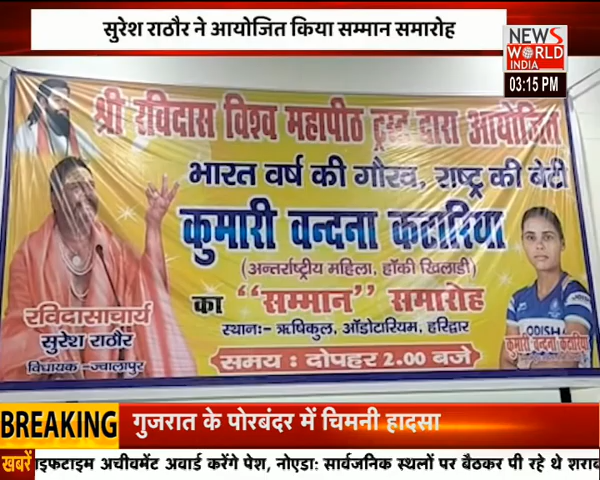 सुरेश राठौर ने आयोजित किया सम्मान समारोह
NEWS
WORLD
INDIA
03:15 PM
श्री रविदास विश्व महापीठ ट्रस्ट द्वारा आयोजित
भारत वर्ष की गौरव, राष्ट्र की बेटी
कुमारी वन्दना कटारिया
(अन्तर्राष्ट्रीय महिला, हॉकी खिलाडी)
का "सम्मान" समारोह
स्थानः- ऋषिकुल, ऑडोटारियम, हरिद्वार
समय : दोपहर 2.00 बजे
रविदासाचार्य
सुरेश राठौर
विधायक -ज्वालापुर
ODISHA
कुमारी वन्दना कटारिया
BREAKING
गुजरात के पोरबंदर में चिमनी हादसा
खबरें
इफटाइम अचीवमेंट अवार्ड करेंगे पेश, नोएडा: सार्वजनिक स्थलों पर बैठकर पी रहे थे शराब